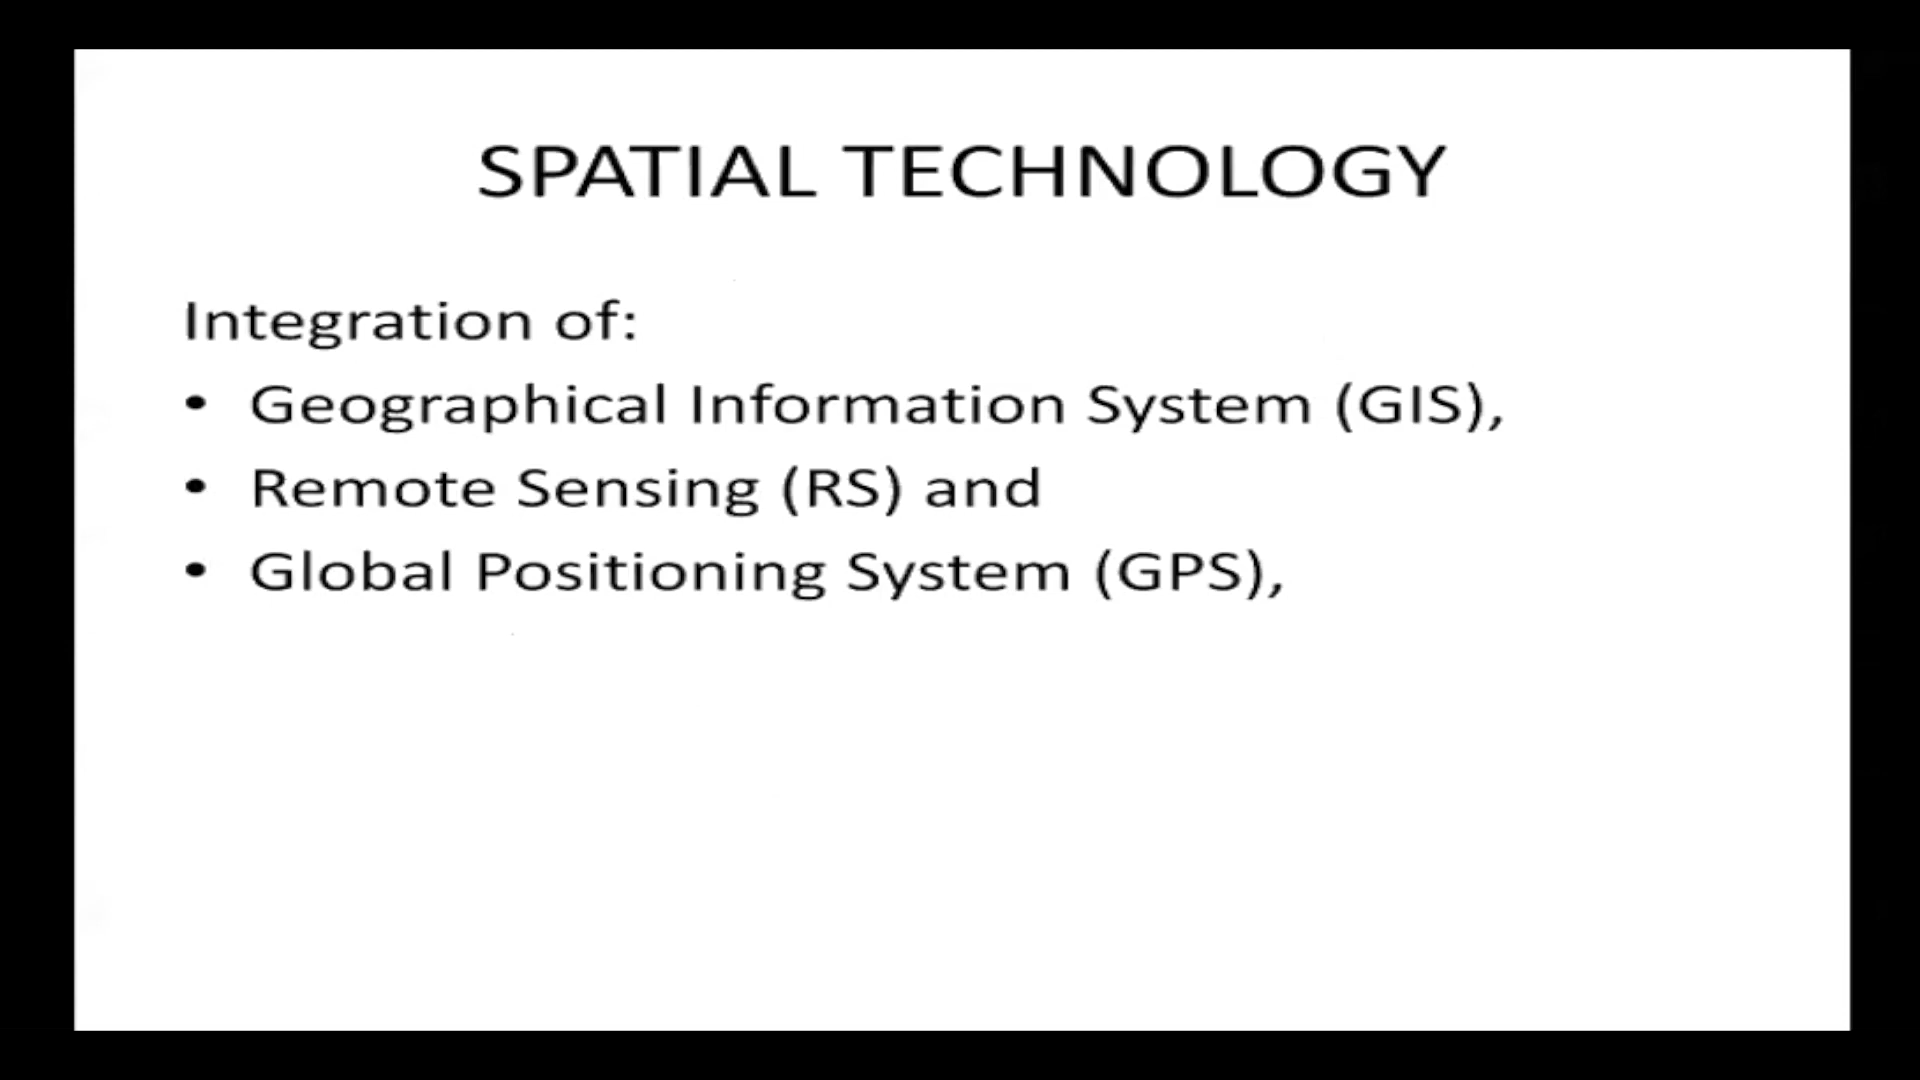 SPATIAL TECHNOLOGY
Integration of:
• Geographical Information System (GIS),
• Remote Sensing (RS) and
• Global Positioning System (GPS),